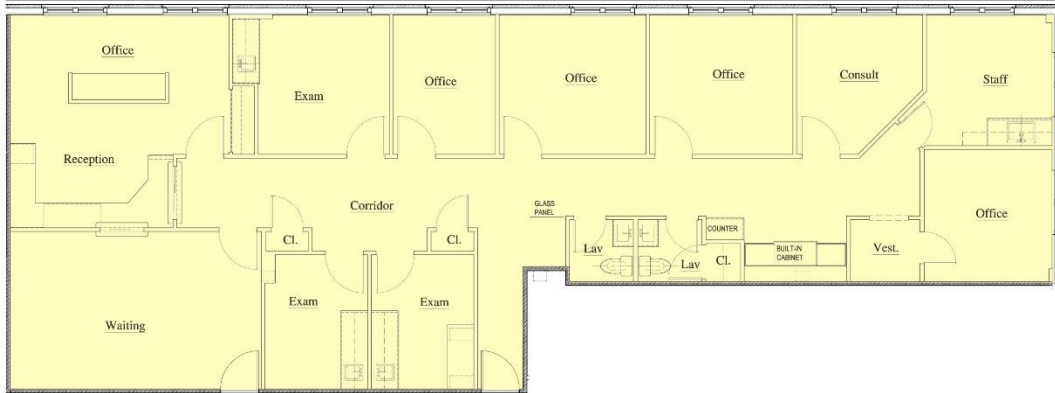 Office
Exam
Office
Office
Office
Consult
Staff
Reception
Corridor
GLASS
PANEL
Office
COUNTER
Cl.
Cl.
Lav
Lav
Cl.
BUILT-IN
CABINET
Vest.
Exam
Exam
Waiting